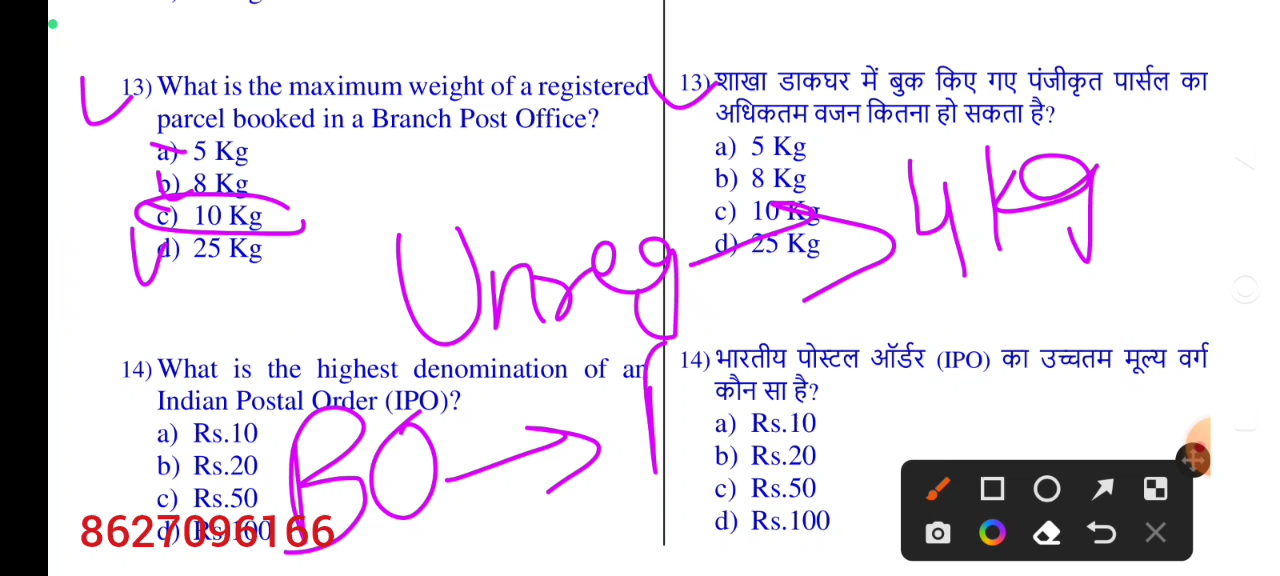 13) What is the maximum weight of a registered
parcel booked in a Branch Post Office?
a) 5 Kg
b) 8 Kg
c) 10 Kg
d) 25 Kg
14) What is the highest denomination of an
Indian Postal Order (IPO)?
a) Rs.10
b) Rs.20
c) Rs.50
d) Rs.100
8627096166
13) शाखा डाकघर में बुक किए गए पंजीकृत पार्सल का
अधिकतम वजन कितना हो सकता है?
a) 5 Kg
b) 8 Kg
c) 10 Kg
d) 25 Kg
14) भारतीय पोस्टल ऑर्डर (IPO) का उच्चतम मूल्य वर्ग
कौन सा है?
a) Rs.10
b) Rs.20
c) Rs.50
d) Rs.100
Unreg → 4 Kg
BO →